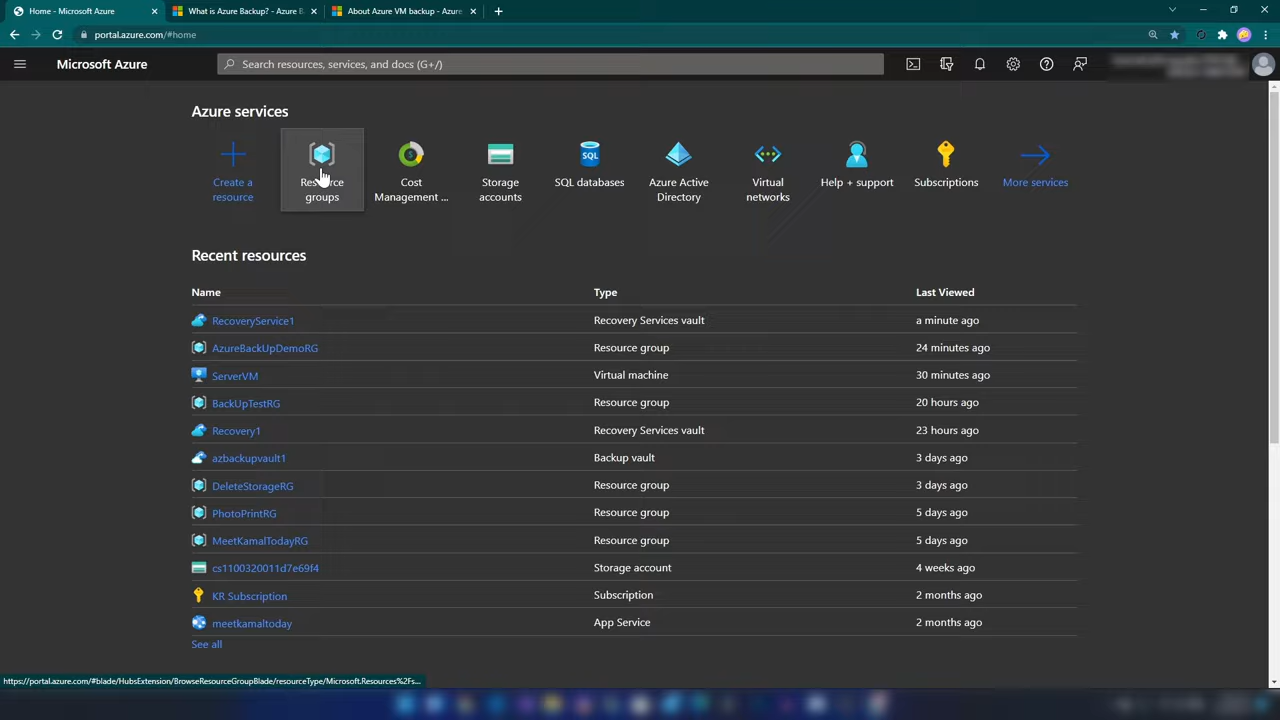 Home - Microsoft Azure
What is Azure Backup? - Azure B
About Azure VM backup - Azure
portal.azure.com/#home
Microsoft Azure
Search resources, services, and docs (G+/)
Azure services
Create a resource
Resource groups
Cost Management ...
Storage accounts
SQL
SQL databases
Azure Active Directory
Virtual networks
Help + support
Subscriptions
More services
Recent resources
Name Type Last Viewed
RecoveryService1 Recovery Services vault a minute ago
AzureBackUpDemoRG Resource group 24 minutes ago
ServerVM Virtual machine 30 minutes ago
BackUpTestRG Resource group 20 hours ago
Recovery1 Recovery Services vault 23 hours ago
azbackupvault1 Backup vault 3 days ago
DeleteStorageRG Resource group 3 days ago
PhotoPrintRG Resource group 5 days ago
MeetKamalTodayRG Resource group 5 days ago
cs1100320011d7e69f4 Storage account 4 weeks ago
KR Subscription Subscription 2 months ago
meetkamaltoday App Service 2 months ago
See all
https://portal.azure.com/#blade/HubsExtension/BrowseResourceGroupBlade/resourceType/Microsoft.Resources%2Fs...